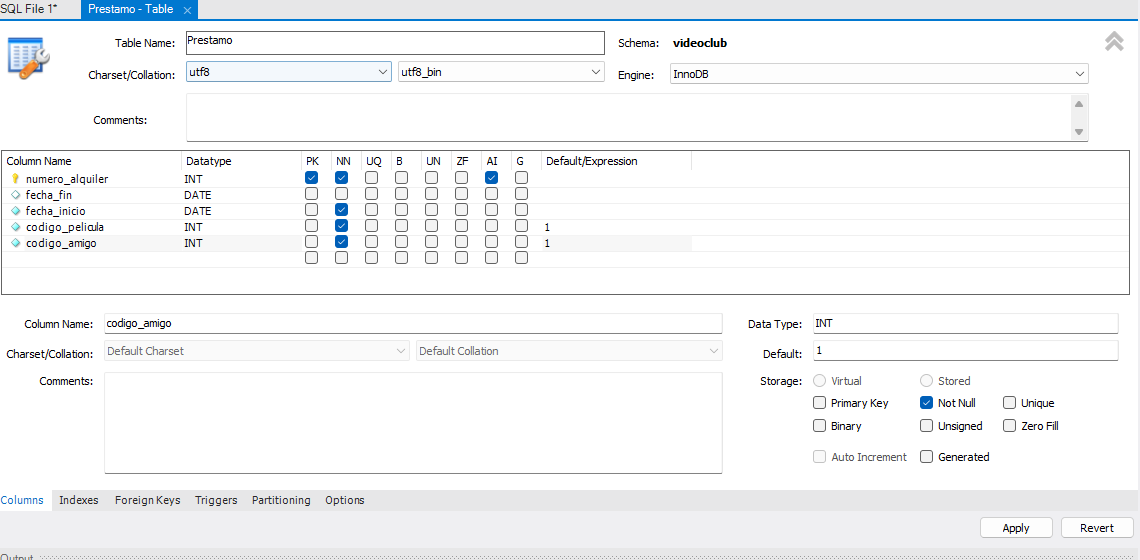 SQL File 1*
Prestamo - Table ×
Table Name: Prestamo Schema: videoclub
Charset/Collation: utf8 utf8_bin Engine: InnoDB
Comments:
Column Name Datatype PK NN UQ B UN ZF AI G Default/Expression
numero_alquiler INT
fecha_fin DATE
fecha_inicio DATE
codigo_pelicula INT 1
codigo_amigo INT 1
Column Name: codigo_amigo Data Type: INT
Charset/Collation: Default Charset Default Collation Default: 1
Comments: Storage: Virtual Stored
Primary Key Not Null Unique
Binary Unsigned Zero Fill
Auto Increment Generated
Columns Indexes Foreign Keys Triggers Partitioning Options
Apply Revert
Output